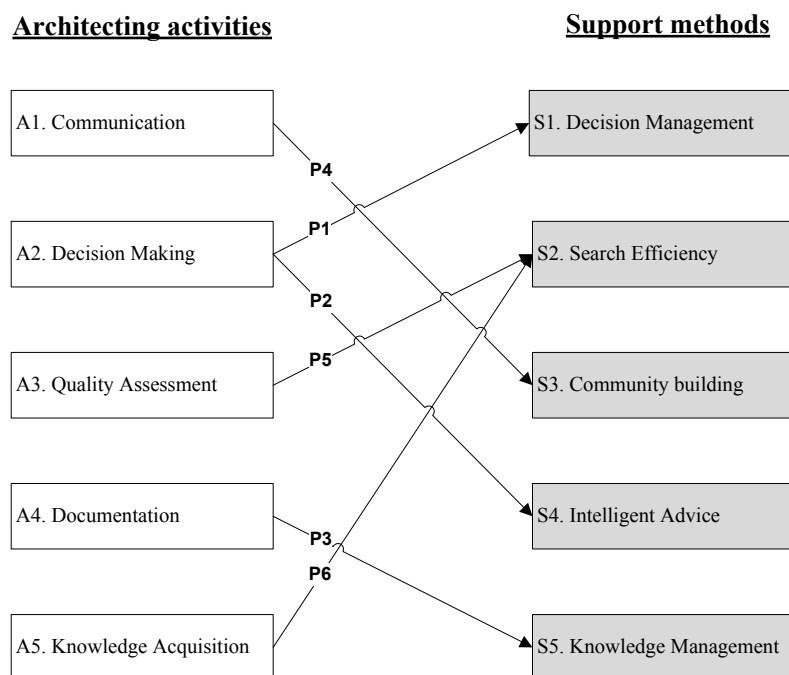 Architecting activities
Support methods
A1. Communication
S1. Decision Management
P4
P1
A2. Decision Making
S2. Search Efficiency
P2
P5
A3. Quality Assessment
S3. Community building
A4. Documentation
S4. Intelligent Advice
P3
P6
A5. Knowledge Acquisition
S5. Knowledge Management